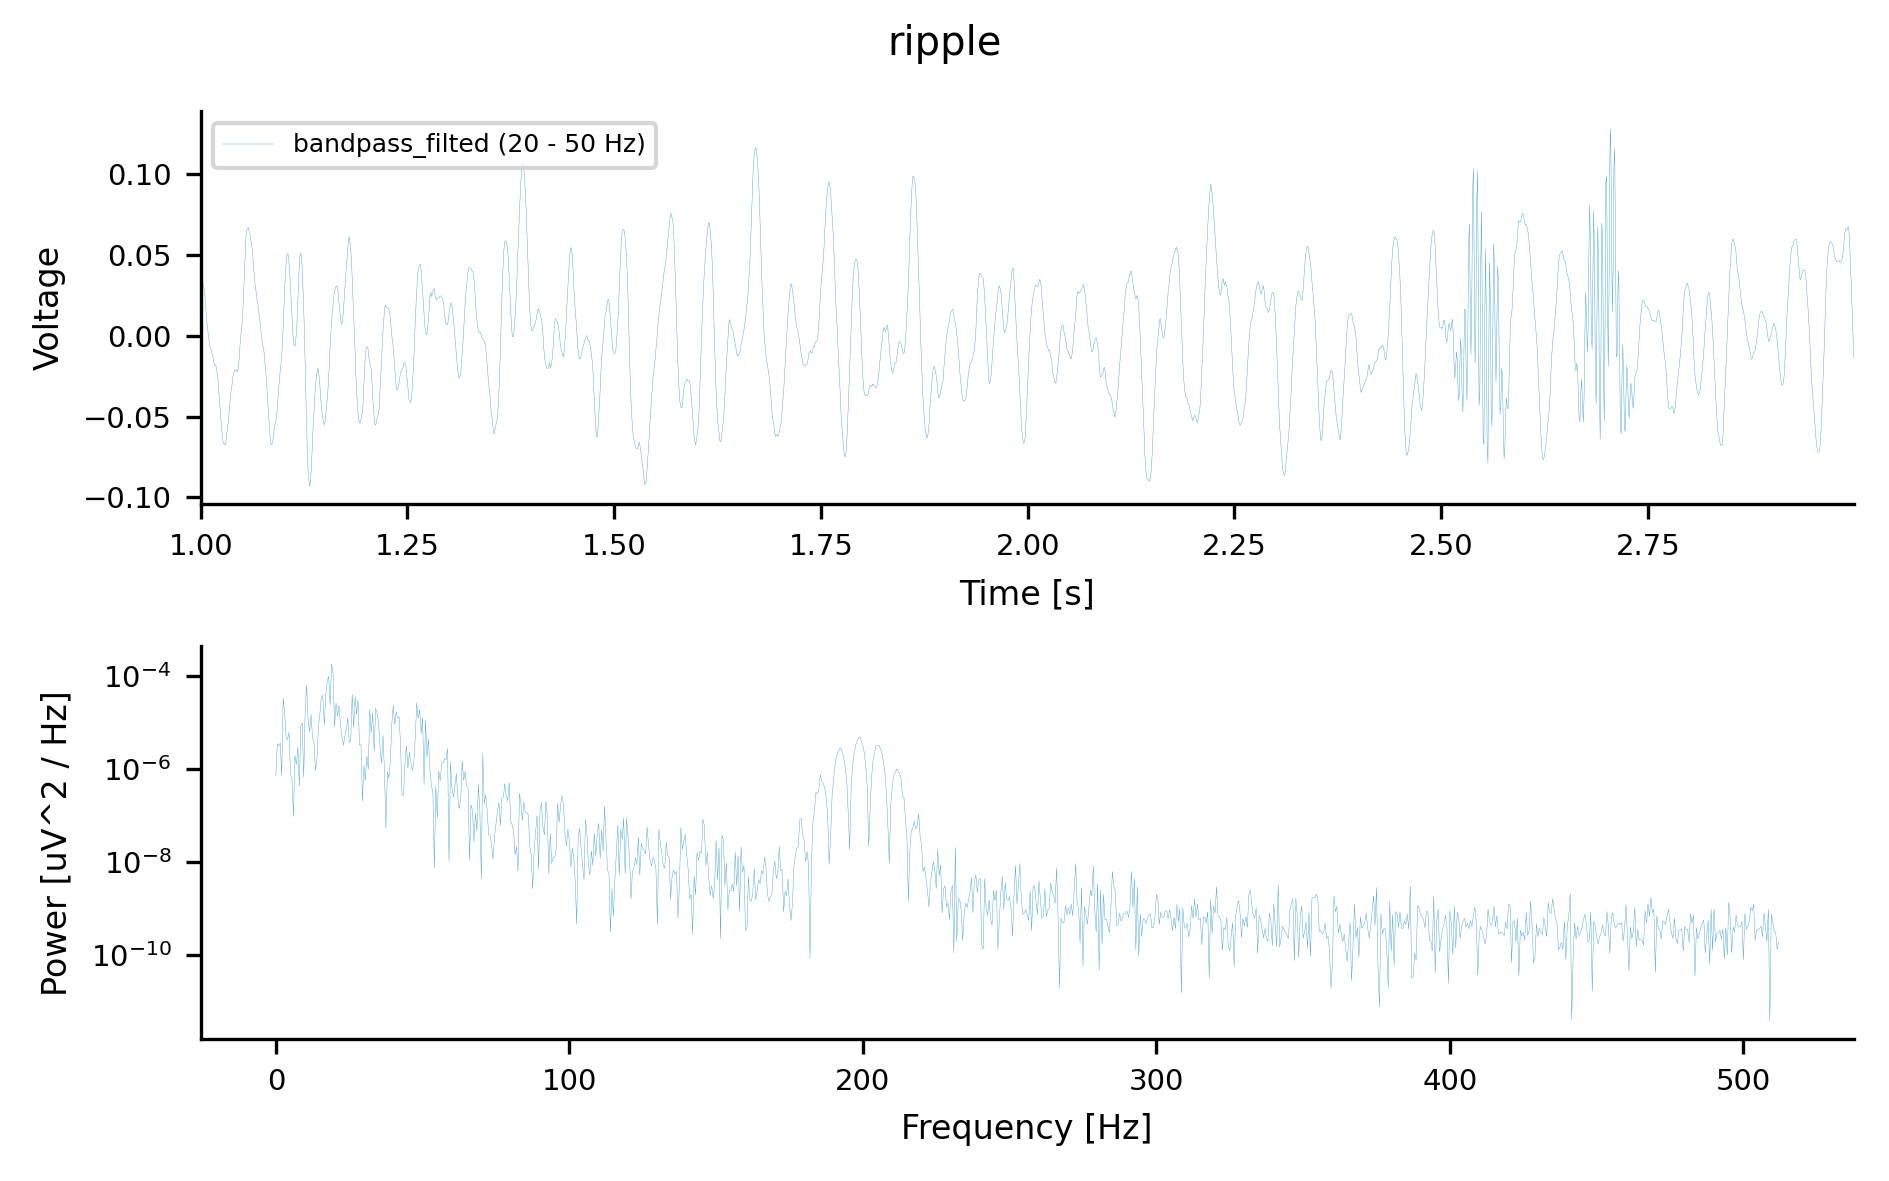 ripple
bandpass_filted (20 - 50 Hz)
Voltage
0.10
0.05
0.00
−0.05
−0.10
1.00 1.25 1.50 1.75 2.00 2.25 2.50 2.75
Time [s]
Power [uV^2 / Hz]
10−4
10−6
10−8
10−10
0 100 200 300 400 500
Frequency [Hz]